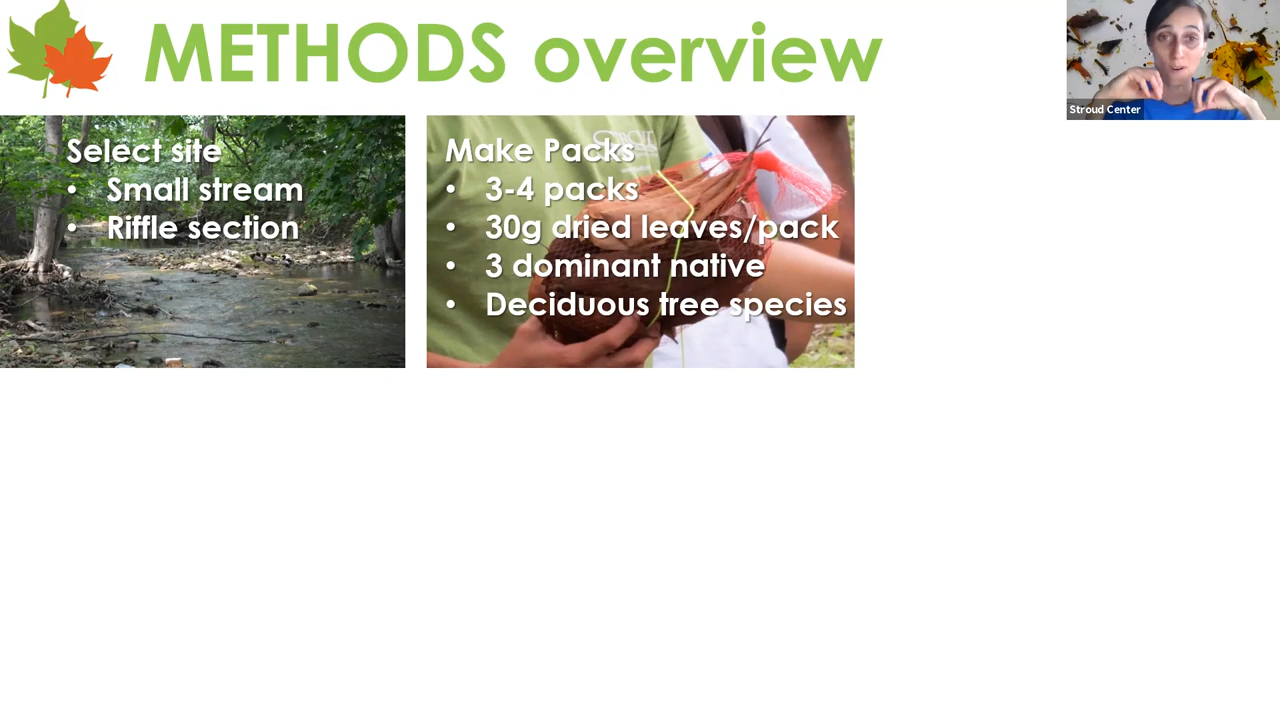 METHODS overview
Stroud Center
Select site
• Small stream
• Riffle section
Make Packs
• 3-4 packs
• 30g dried leaves/pack
• 3 dominant native
• Deciduous tree species